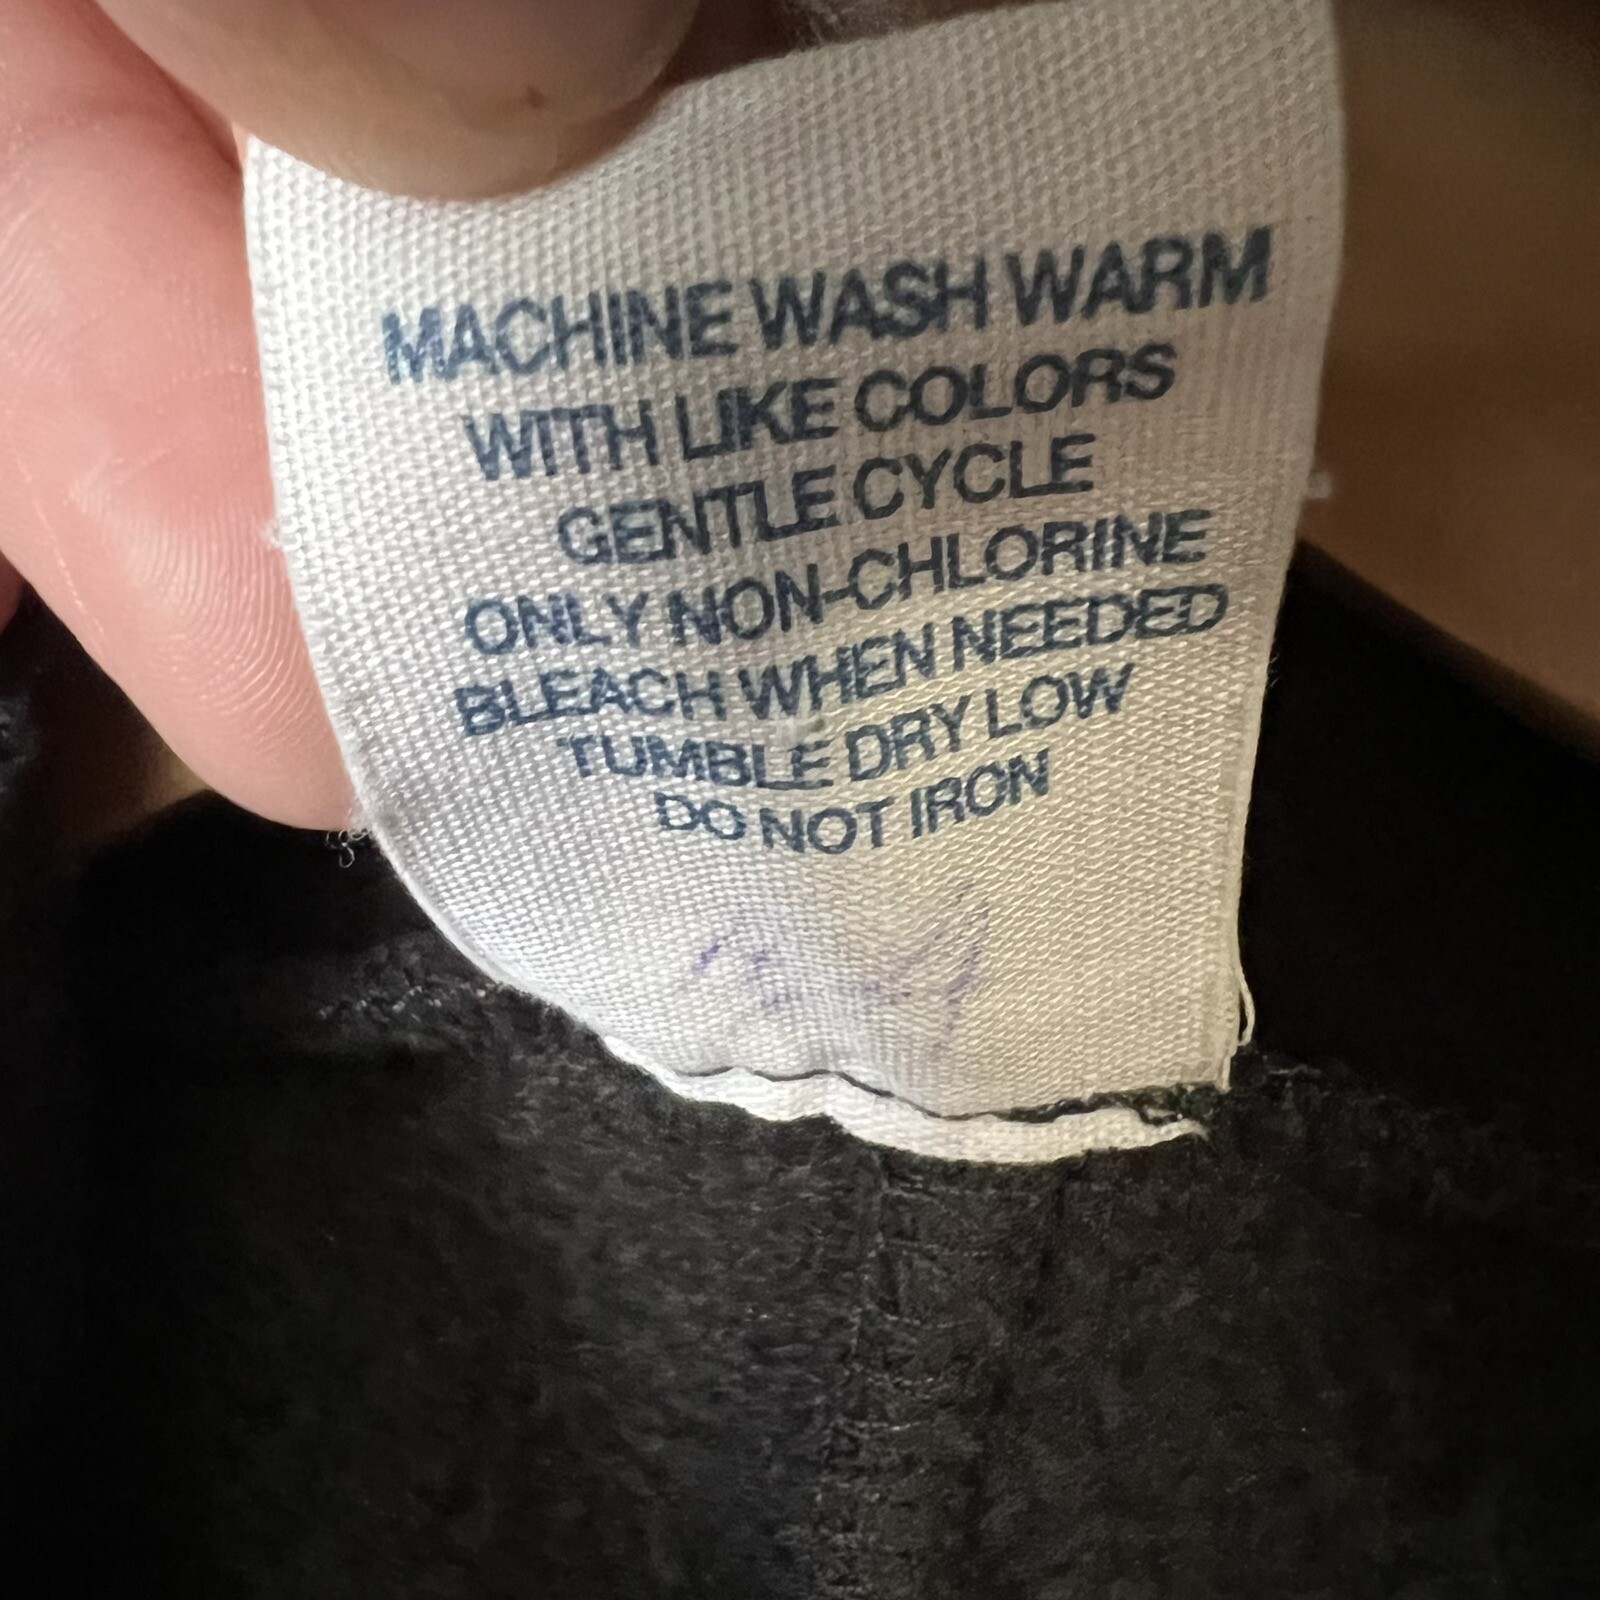 MACHINE WASH WARM
WITH LIKE COLORS
GENTLE CYCLE
ONLY NON-CHLORINE
BLEACH WHEN NEEDED
TUMBLE DRY LOW
DO NOT IRON